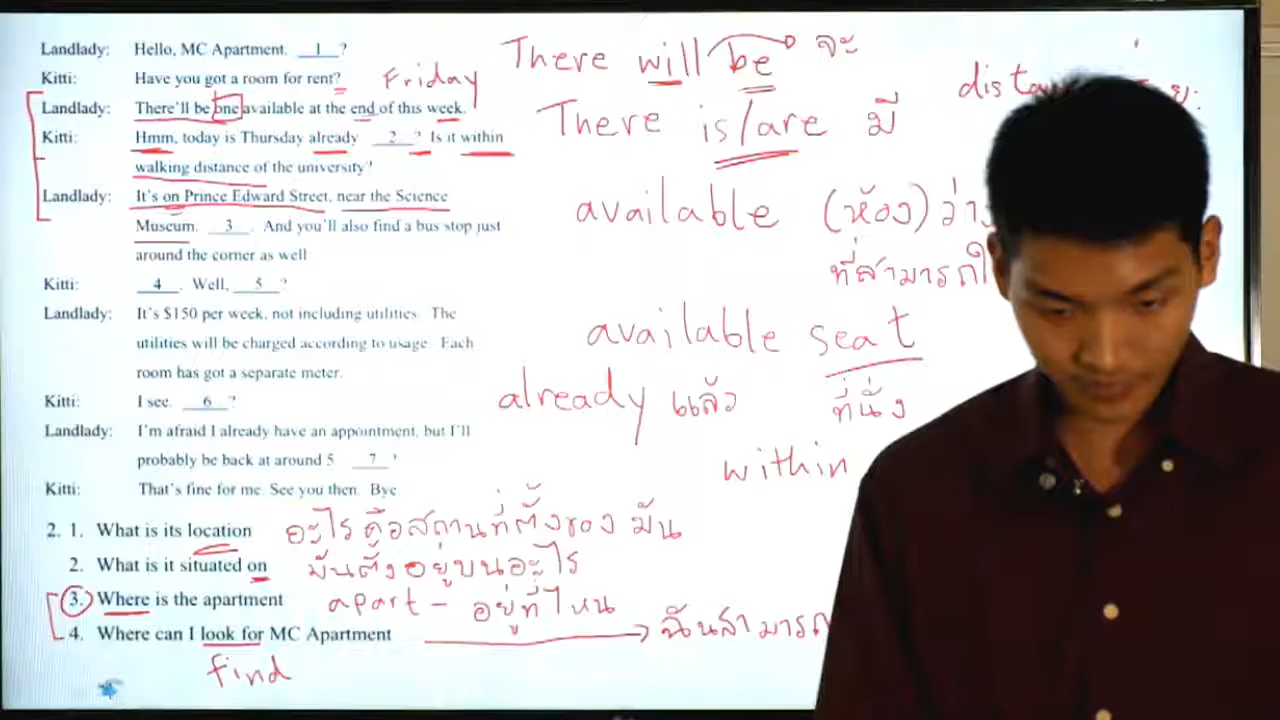 Landlady: Hello, MC Apartment. __1__?
Kitti: Have you got a room for rent?
Landlady: There'll be one available at the end of this week.
Kitti: Hmm, today is Thursday already __2__? Is it within
walking distance of the university?
Landlady: It's on Prince Edward Street, near the Science
Museum. __3__. And you'll also find a bus stop just
around the corner as well
Kitti: __4__. Well, __5__?
Landlady: It's $150 per week, not including utilities. The
utilities will be charged according to usage. Each
room has got a separate meter.
Kitti: I see. __6__?
Landlady: I'm afraid I already have an appointment, but I'll
probably be back at around 5 __7__?
Kitti: That's fine for me. See you then. Bye
2. 1. What is its location
2. What is it situated on
3. Where is the apartment
4. Where can I look for MC Apartment
Friday
There will be จะ
There is/are มี
available (ห้อง) ว่าง
ที่สามารถ
available seat
already แล้ว ที่นั่ง
within
อะไร คือสถานที่ตั้งของ มัน
มันตั้งอยู่บนอะไร
apart - อยู่ที่ไหน
ฉันสามารถ
find